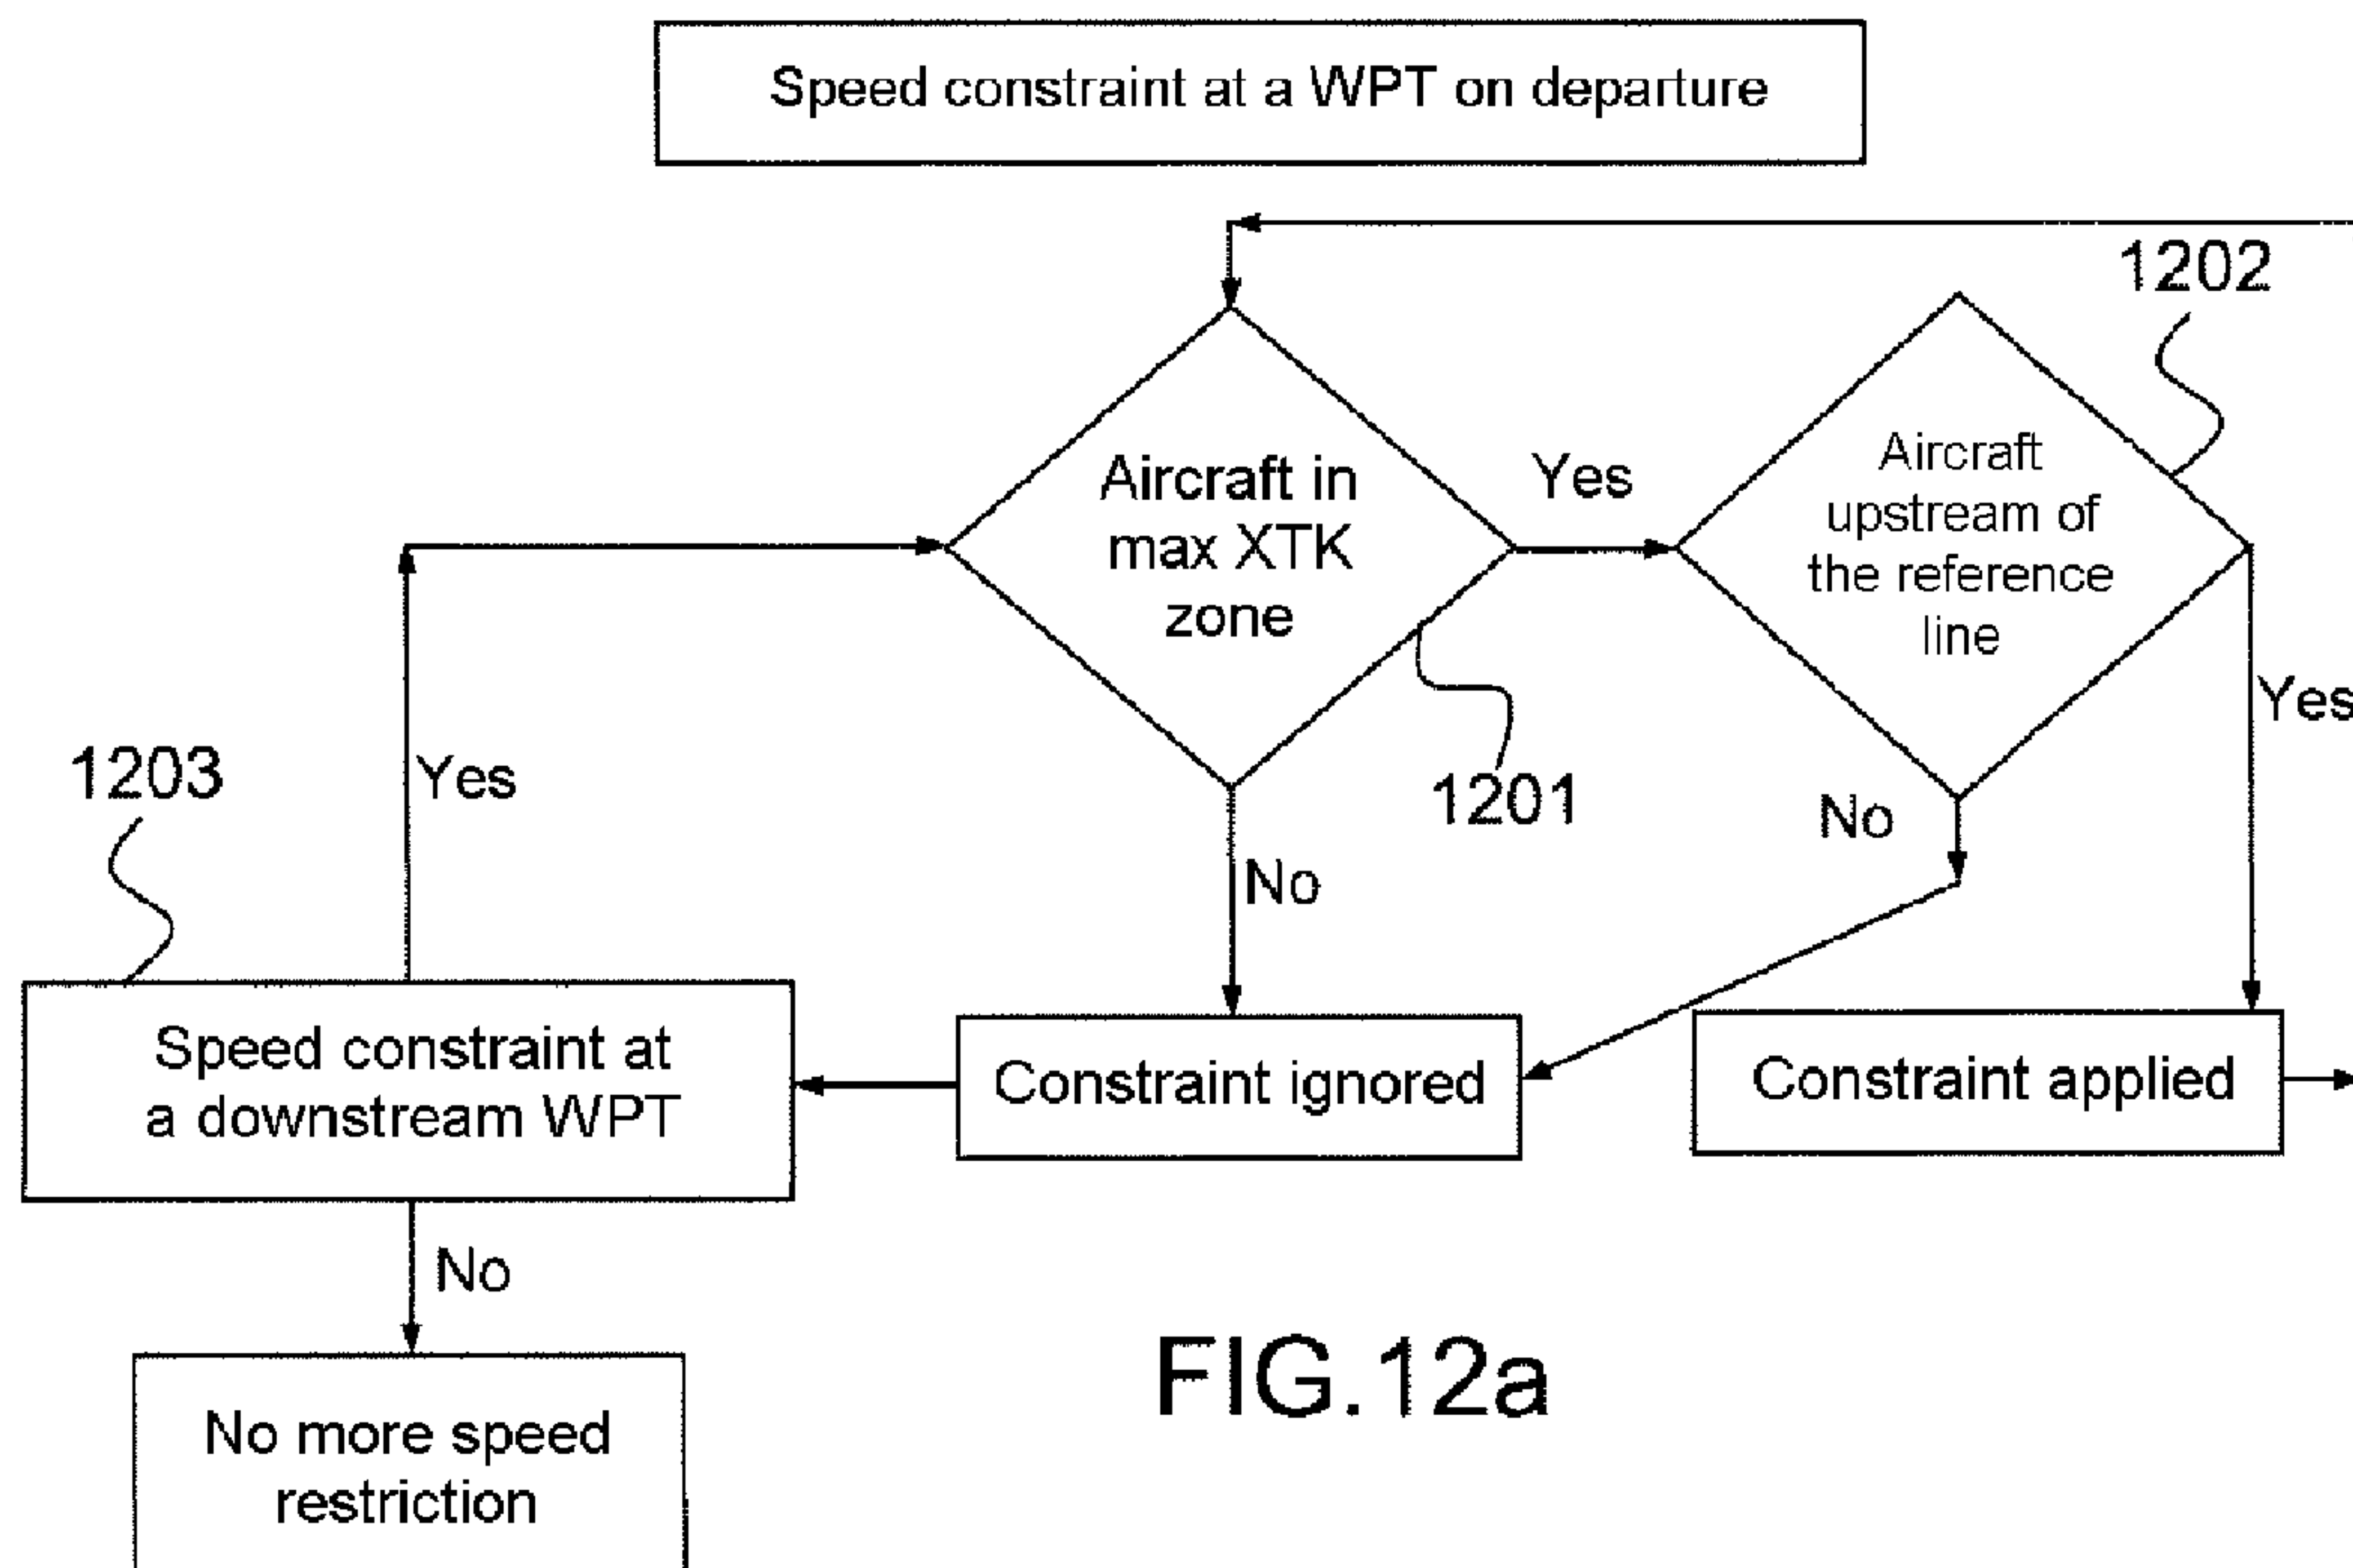 Speed constraint at a WPT on departure
1202
Aircraft in
max XTK
zone
Yes
Aircraft
upstream of
the reference
line
Yes
1203
Yes
1201
No
No
Speed constraint at
a downstream WPT
Constraint ignored
Constraint applied
No
No more speed
restriction
FIG.12a